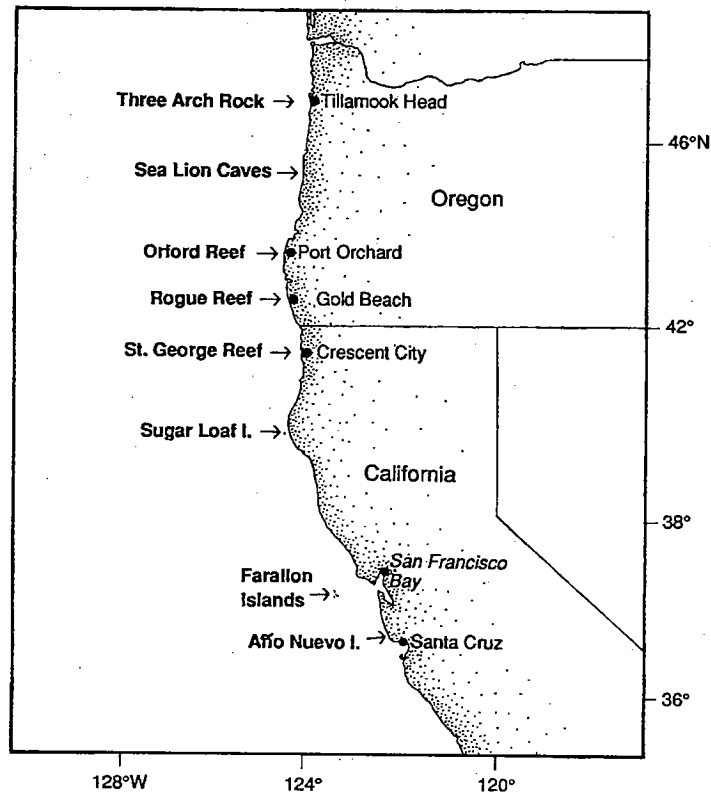 Three Arch Rock → Tillamook Head
46°N
Sea Lion Caves →
Oregon
Orford Reef → Port Orchard
Rogue Reef → Gold Beach
42°
St. George Reef → Crescent City
Sugar Loaf I. →
California
38°
San Francisco
Bay
Farallon
Islands →
Año Nuevo I. → Santa Cruz
36°
128°W 124° 120°